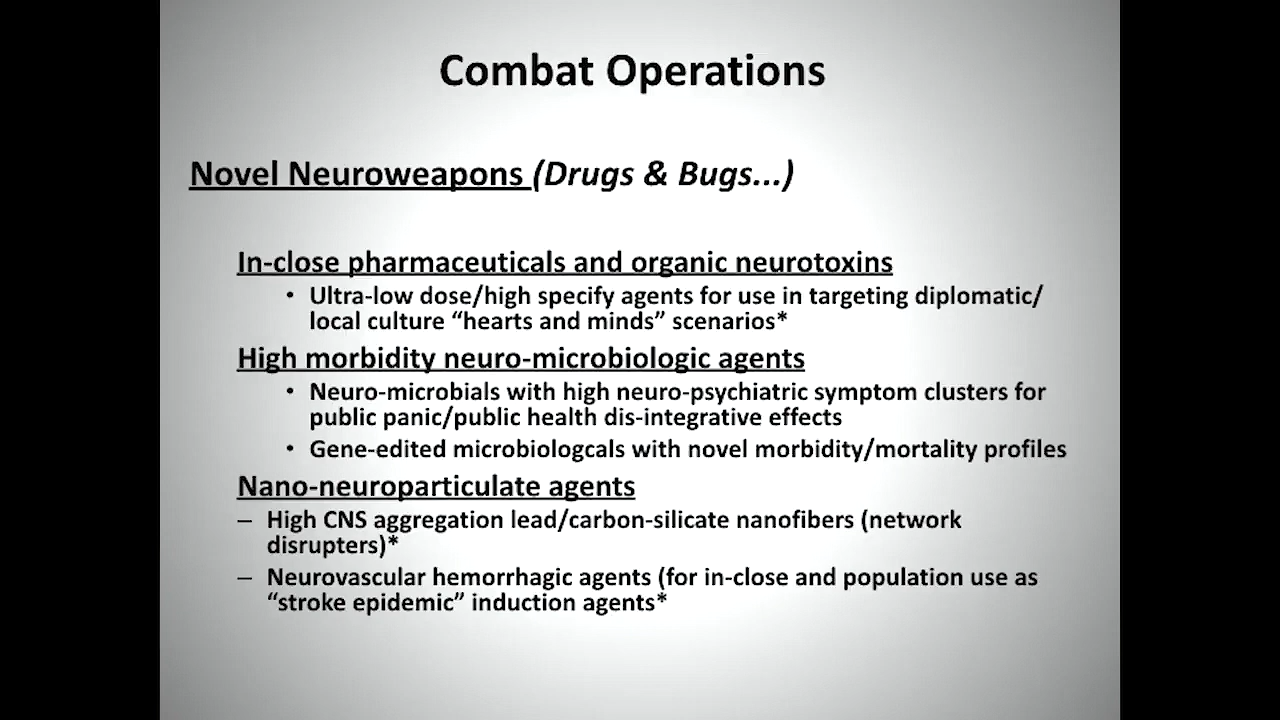 Combat Operations
Novel Neuroweapons (Drugs & Bugs...)
In-close pharmaceuticals and organic neurotoxins
• Ultra-low dose/high specify agents for use in targeting diplomatic/
local culture “hearts and minds” scenarios*
High morbidity neuro-microbiologic agents
• Neuro-microbials with high neuro-psychiatric symptom clusters for
public panic/public health dis-integrative effects
• Gene-edited microbiologcals with novel morbidity/mortality profiles
Nano-neuroparticulate agents
– High CNS aggregation lead/carbon-silicate nanofibers (network
disrupters)*
– Neurovascular hemorrhagic agents (for in-close and population use as
“stroke epidemic” induction agents*